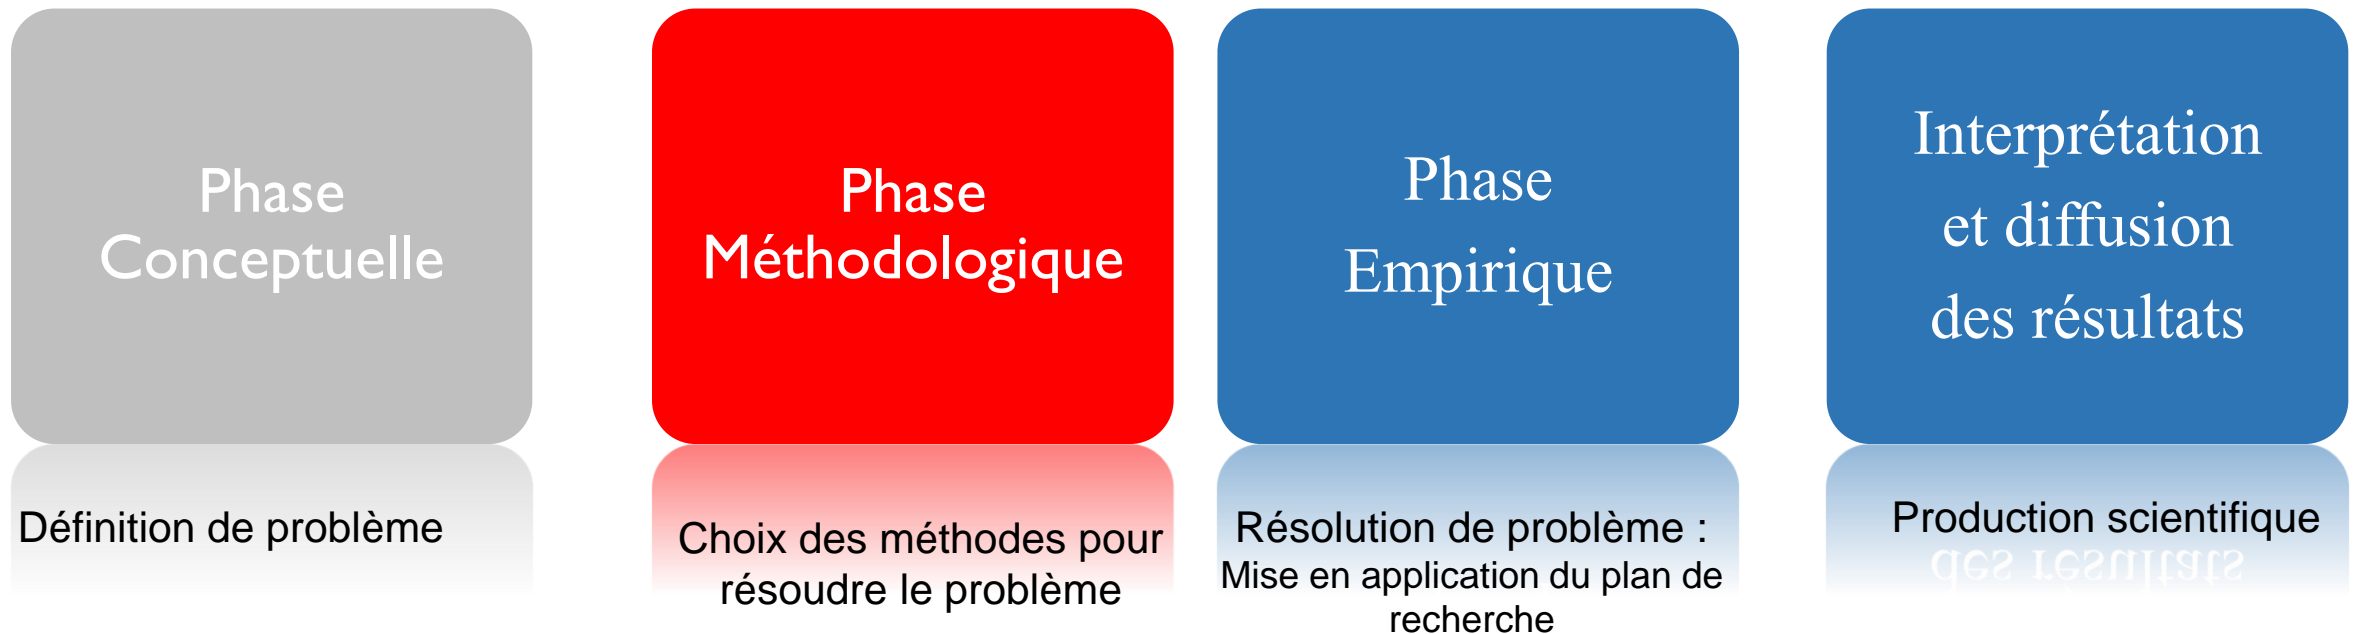 Phase
Conceptuelle
Définition de problème
Phase
Méthodologique
Choix des méthodes pour
résoudre le problème
Phase
Empirique
Résolution de problème :
Mise en application du plan de
recherche
Interprétation
et diffusion
des résultats
Production scientifique